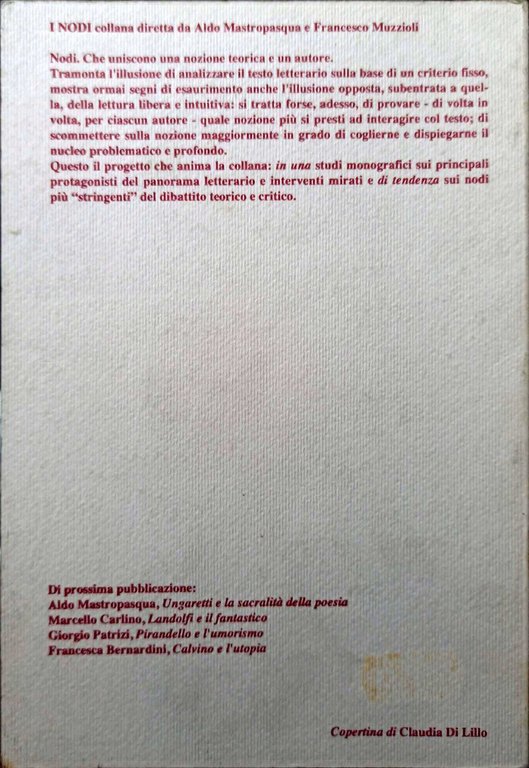 I NODI collana diretta da Aldo Mastropasqua e Francesco Muzzioli
Nodi. Che uniscono una nozione teorica e un autore.
Tramonta l'illusione di analizzare il testo letterario sulla base di un criterio fisso,
mostra ormai segni di esaurimento anche l'illusione opposta, subentrata a quel-
la, della lettura libera e intuitiva: si tratta forse, adesso, di provare - di volta in
volta, per ciascun autore - quale nozione più si presti ad interagire col testo; di
scommettere sulla nozione maggiormente in grado di coglierne e dispiegarne il
nucleo problematico e profondo.
Questo il progetto che anima la collana: in una studi monografici sui principali
protagonisti del panorama letterario e interventi mirati e di tendenza sui nodi
più “stringenti” del dibattito teorico e critico.
Di prossima pubblicazione:
Aldo Mastropasqua, Ungaretti e la sacralità della poesia
Marcello Carlino, Landolfi e il fantastico
Giorgio Patrizi, Pirandello e l'umorismo
Francesca Bernardini, Calvino e l'utopia
Copertina di Claudia Di Lillo